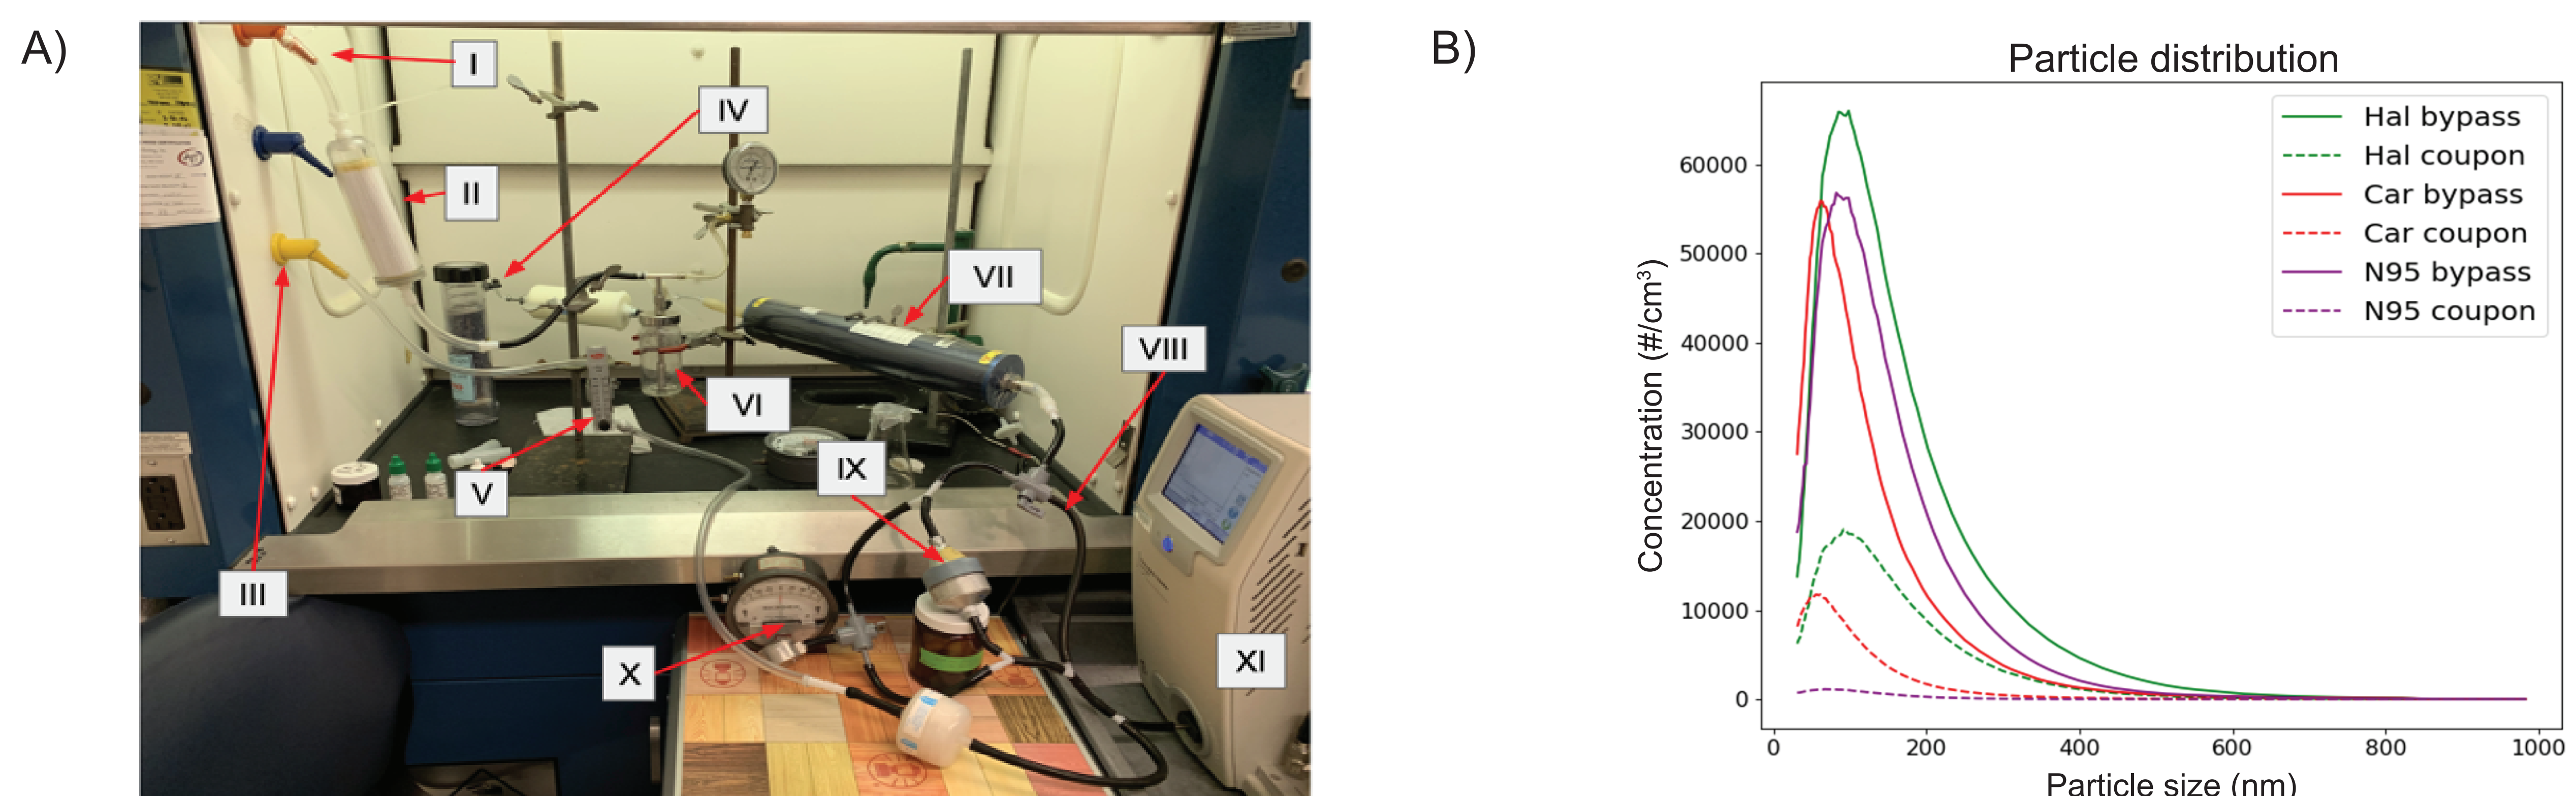 A)
I
II
III
IV
V
VI
VII
VIII
IX
X
XI
B)
Particle distribution
Concentration (#/cm³)
60000
50000
40000
30000
20000
10000
0
Hal bypass
Hal coupon
Car bypass
Car coupon
N95 bypass
N95 coupon
0 200 400 600 800 1000
Particle size (nm)